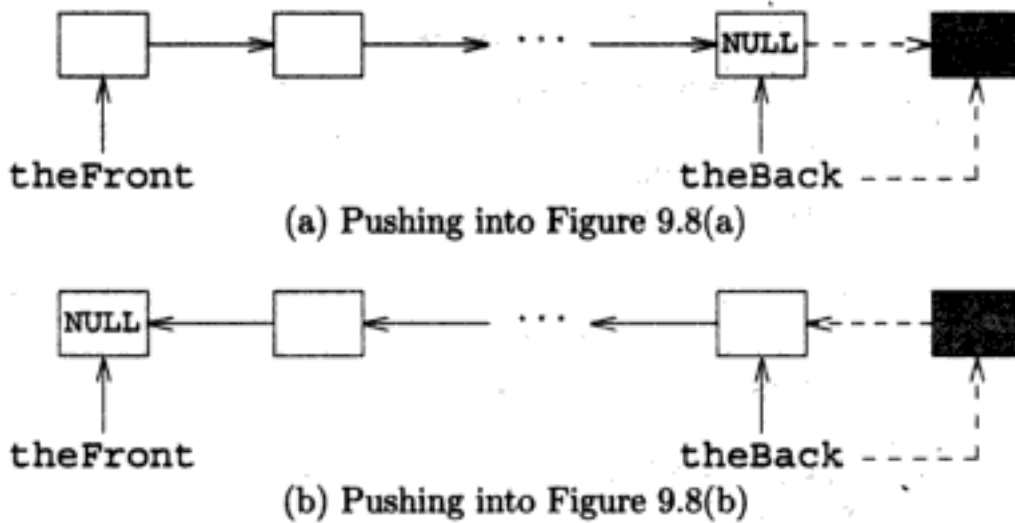 ... NULL
theFront theBack
(a) Pushing into Figure 9.8(a)
NULL ...
theFront theBack
(b) Pushing into Figure 9.8(b)